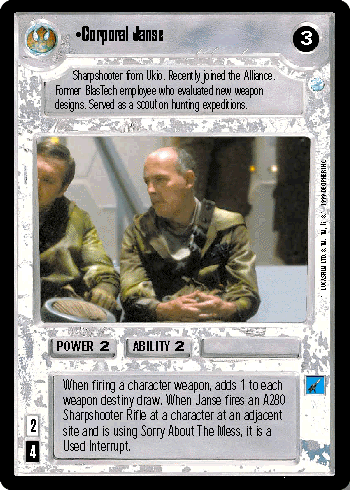 •Corporal Janse
3
Sharpshooter from Ukio. Recently joined the Alliance.
Former BlasTech employee who evaluated new weapon
designs. Served as a scout on hunting expeditions.
LUCASFILM LTD. & TM,
POWER 2 ABILITY 2
When firing a character weapon, adds 1 to each
weapon destiny draw. When Janse fires an A280
Sharpshooter Rifle at a character at an adjacent
site and is using Sorry About The Mess, it is a
Used Interrupt.
2
4